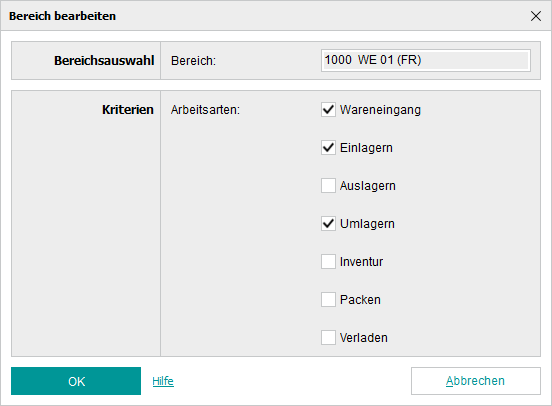 Bereich bearbeiten
Bereichsauswahl Bereich: 1000 WE 01 (FR)
Kriterien Arbeitsarten: Wareneingang
Einlagern
Auslagern
Umlagern
Inventur
Packen
Verladen
OK Hilfe Abbrechen